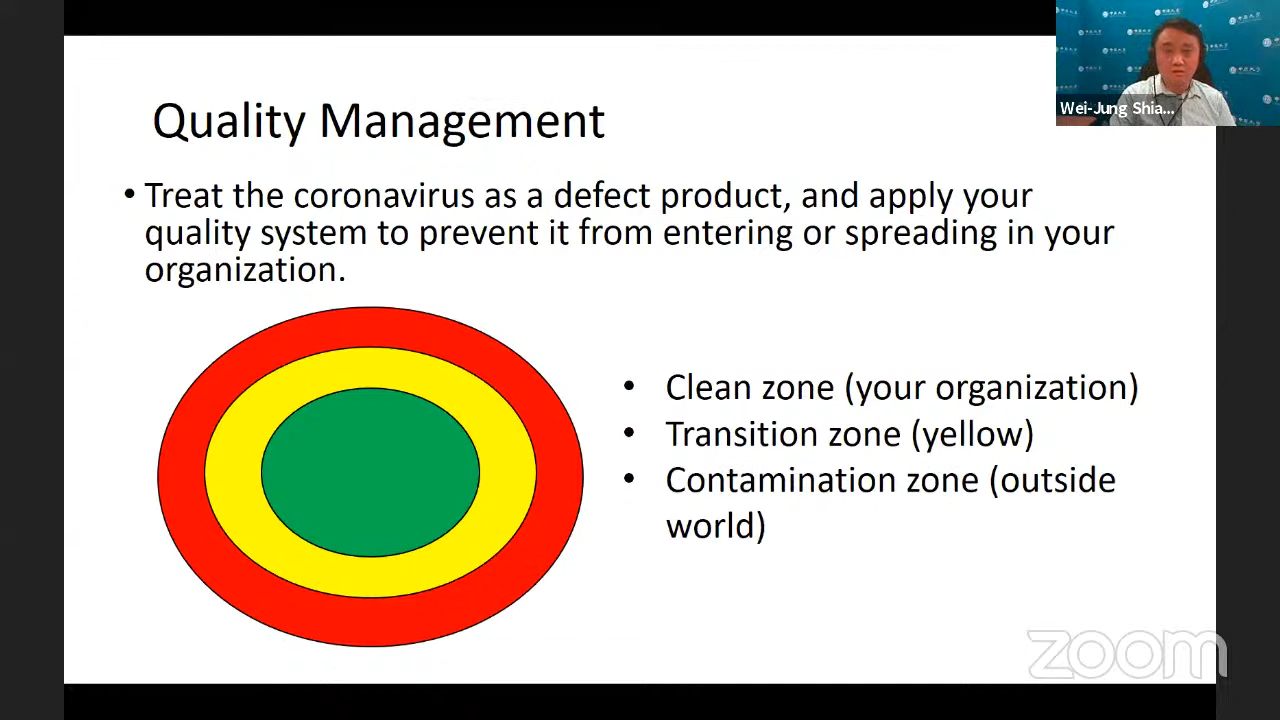 Quality Management
• Treat the coronavirus as a defect product, and apply your
quality system to prevent it from entering or spreading in your
organization.
• Clean zone (your organization)
• Transition zone (yellow)
• Contamination zone (outside
world)
Wei-Jung Shia...
zoom